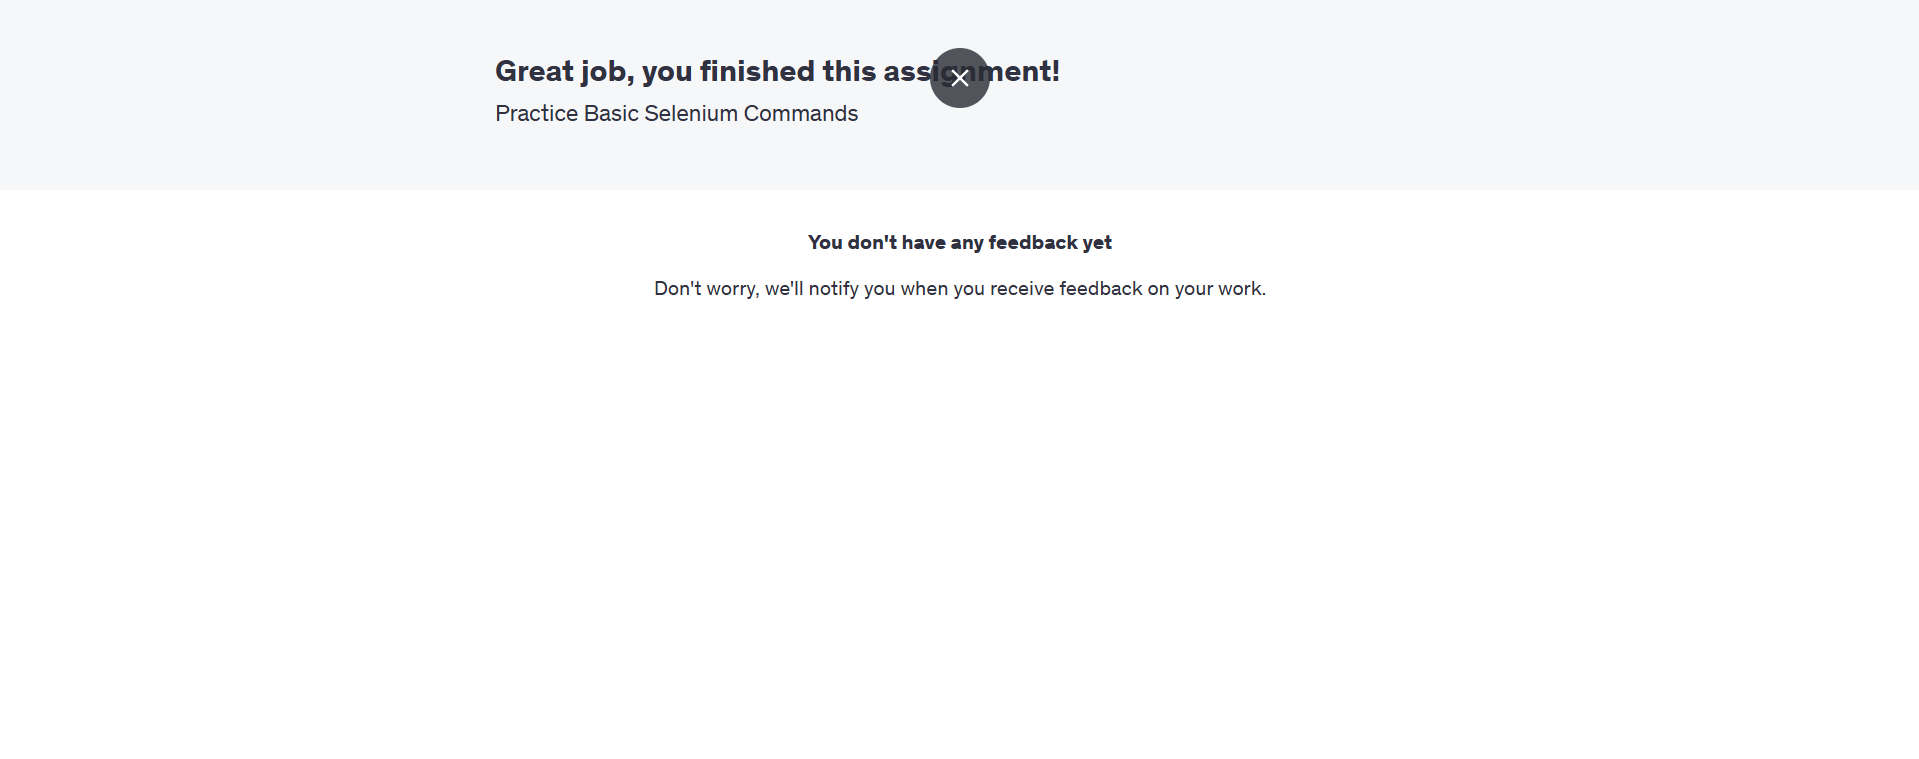 Great job, you finished this assignment!
Practice Basic Selenium Commands
You don't have any feedback yet
Don't worry, we'll notify you when you receive feedback on your work.